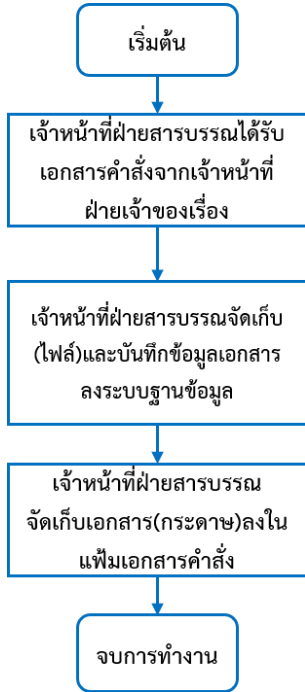 เริ่มต้น
เจ้าหน้าที่ฝ่ายสารบรรณได้รับ
เอกสารคำสั่งจากเจ้าหน้าที่
ฝ่ายเจ้าของเรื่อง
เจ้าหน้าที่ฝ่ายสารบรรณจัดเก็บ
(ไฟล์)และบันทึกข้อมูลเอกสาร
ลงระบบฐานข้อมูล
เจ้าหน้าที่ฝ่ายสารบรรณ
จัดเก็บเอกสาร(กระดาษ)ลงใน
แฟ้มเอกสารคำสั่ง
จบการทำงาน